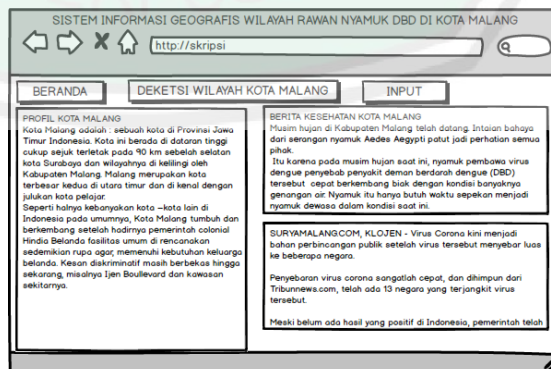 SISTEM INFORMASI GEOGRAFIS WILAYAH RAWAN NYAMUK DBD DI KOTA MALANG
http://skripsi
BERANDA
DEKETSI WILAYAH KOTA MALANG
INPUT
PROFIL KOTA MALANG
Kota Malang adalah : sebuah kota di Provinsi Jawa
Timur Indonesia. Kota ini berada di dataran tinggi
cukup sejuk terletak pada 90 km sebelah selatan
kota Surabaya dan wilayahnya di kelilingi oleh
Kabupaten Malang. Malang merupakan kota
terbesar kedua di utara timur dan di kenal dengan
julukan kota pelajar.
Seperti halnya kebanyakan kota –kota lain di
Indonesia pada umumnya, Kota Malang tumbuh dan
berkembang setelah hadirnya pemerintah colonial
Hindia Belanda fasilitas umum di rencanakan
sedemikian rupa agar, memenuhi kebutuhan keluarga
belanda. Kesan diskriminatif masih berbekas hingga
sekarang, misalnya Ijen Boullevard dan kawasan
sekitarnya.
BERITA KESEHATAN KOTA MALANG
Musim hujan di Kabupaten Malang telah datang. Intaian bahaya
dari serangan nyamuk Aedes Aegypti patut jadi perhatian semua
pihak.
Itu karena pada musim hujan saat ini, nyamuk pembawa virus
dengue penyebab penyakit deman berdarah dengue (DBD)
tersebut cepat berkembang biak dengan kondisi banyaknya
genangan air. Nyamuk itu hanya butuh waktu sepekan menjadi
nyamuk dewasa dalam kondisi saat ini.
SURYAMALANG.COM, KLOJEN - Virus Corona kini menjadi
bahan perbincangan publik setelah virus tersebut menyebar luas
ke beberapa negara.
Penyebaran virus corona sangatlah cepat, dan dihimpun dari
Tribunnews.com, telah ada 13 negara yang terjangkit virus
tersebut.
Meski belum ada hasil yang positif di Indonesia, pemerintah telah